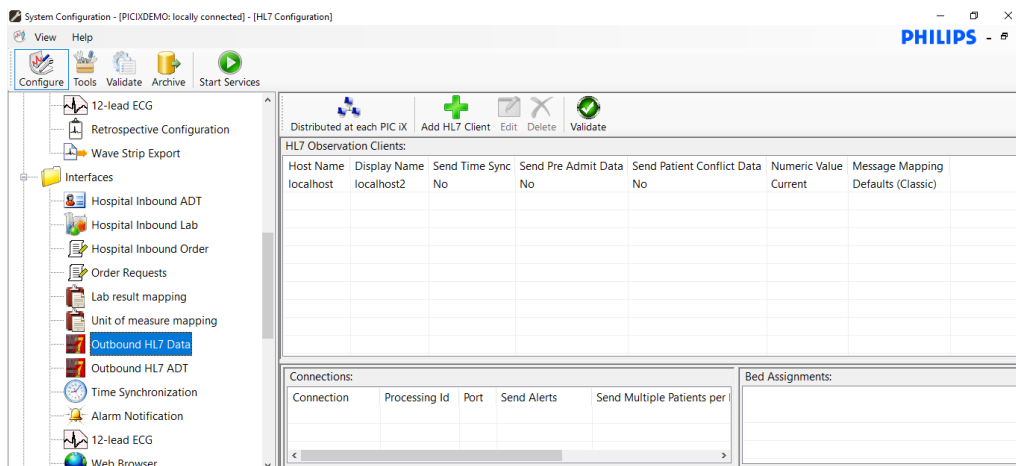 System Configuration - [PICIXDEMO: locally connected] - [HL7 Configuration]
View Help
PHILIPS
Configure Tools Validate Archive Start Services
12-lead ECG
Retrospective Configuration
Wave Strip Export
Interfaces
Hospital Inbound ADT
Hospital Inbound Lab
Hospital Inbound Order
Order Requests
Lab result mapping
Unit of measure mapping
Outbound HL7 Data
Outbound HL7 ADT
Time Synchronization
Alarm Notification
12-lead ECG
Web Browser
Distributed at each PIC iX Add HL7 Client Edit Delete Validate
HL7 Observation Clients:
Host Name Display Name Send Time Sync Send Pre Admit Data Send Patient Conflict Data Numeric Value Message Mapping
localhost localhost2 No No No Current Defaults (Classic)
Connections:
Connection Processing Id Port Send Alerts Send Multiple Patients per
Bed Assignments: